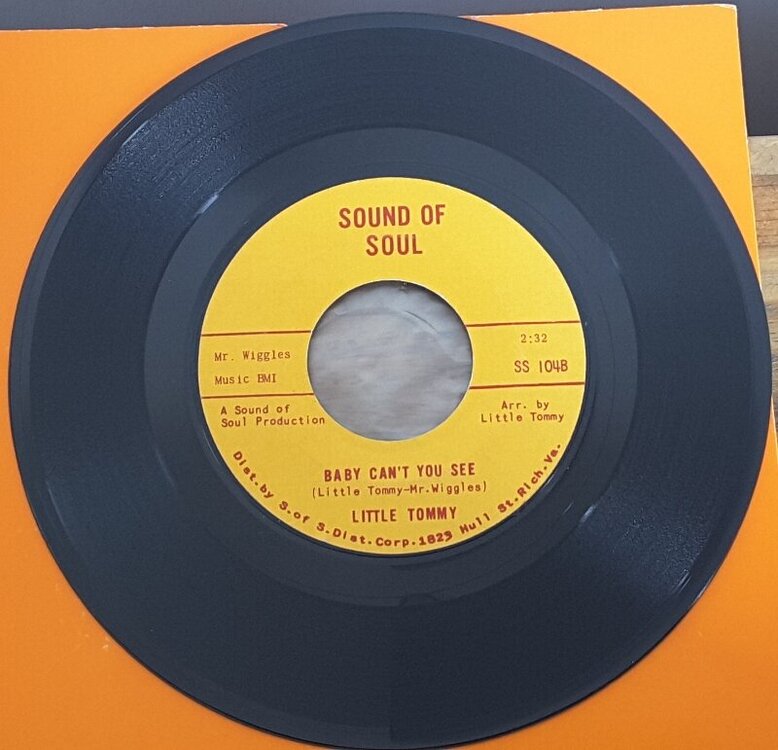 SOUND OF
SOUL
Mr. Wiggles
Music BMI
2:32
SS 104B
A Sound of
Soul Production
Arr. by
Little Tommy
BABY CAN'T YOU SEE
(Little Tommy-Mr.Wiggles)
LITTLE TOMMY
Dist.by S.of S.Dist.Corp.1823 Hull St.Rich.Va.